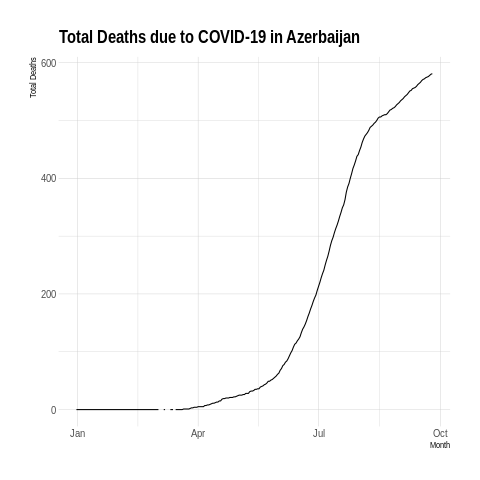 Total Deaths due to COVID-19 in Azerbaijan
Total Deaths
600
400
200
0
Jan Apr Jul Oct
Month